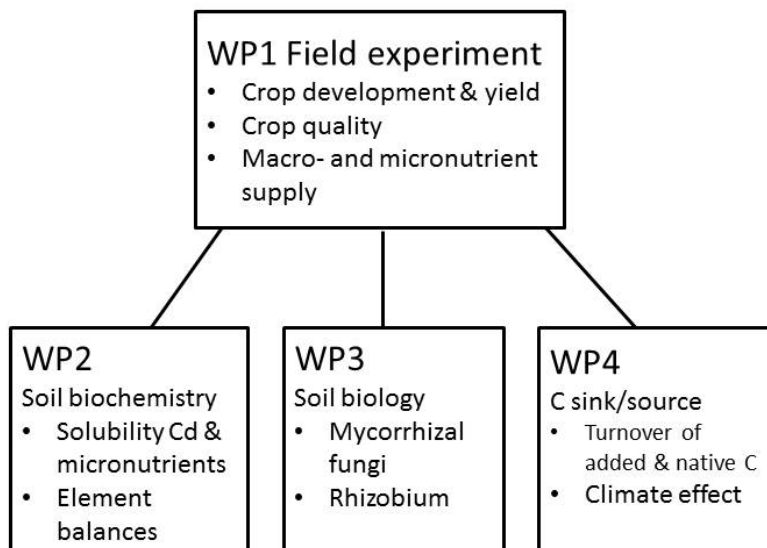 WP1 Field experiment
• Crop development & yield
• Crop quality
• Macro- and micronutrient
supply
WP2
Soil biochemistry
• Solubility Cd &
micronutrients
• Element
balances
WP3
Soil biology
• Mycorrhizal
fungi
• Rhizobium
WP4
C sink/source
• Turnover of
added & native C
• Climate effect